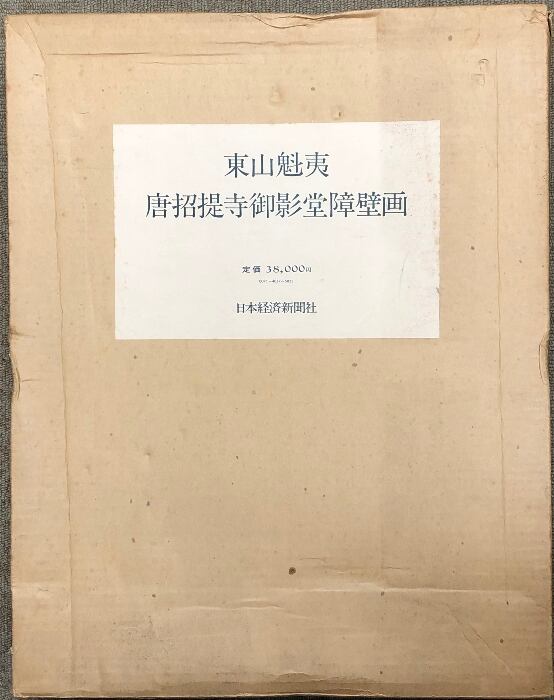 東山魁夷
唐招提寺御影堂障壁画
定価 38,000円
日本経済新聞社